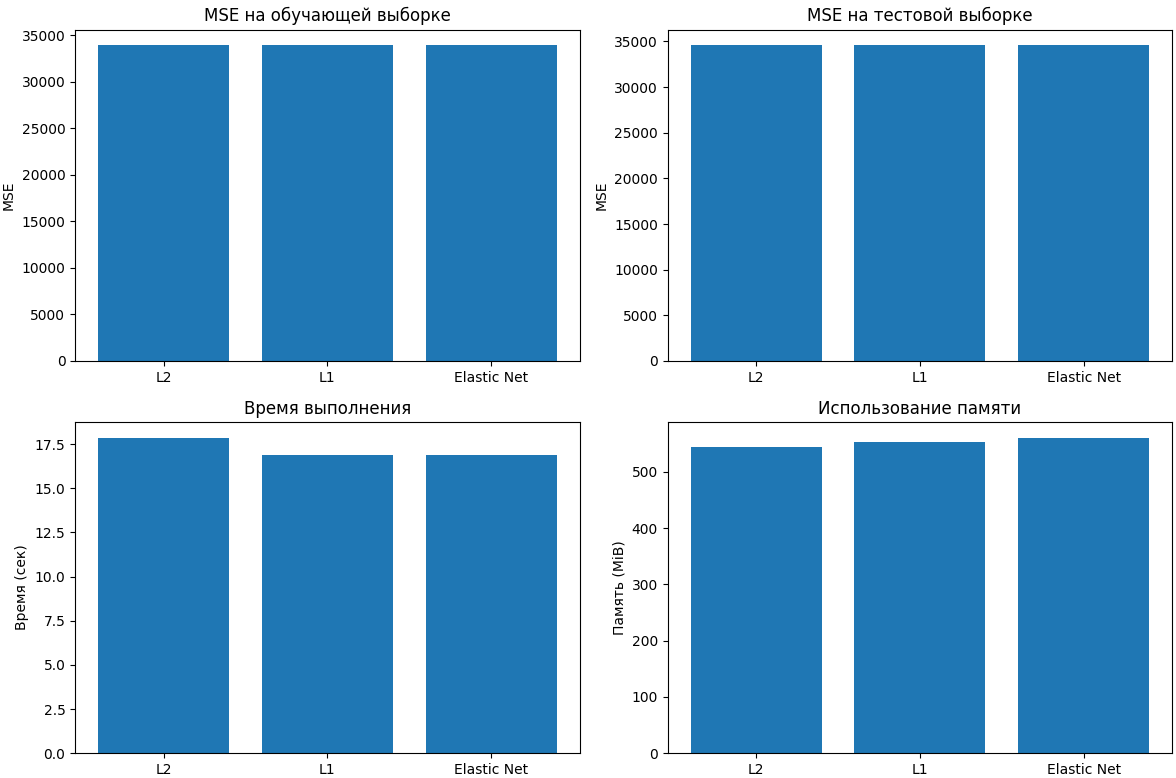 MSE на обучающей выборке
35000
30000
25000
20000
15000
10000
5000
0
MSE
L2 L1 Elastic Net
MSE на тестовой выборке
35000
30000
25000
20000
15000
10000
5000
0
MSE
L2 L1 Elastic Net
Время выполнения
17.5
15.0
12.5
10.0
7.5
5.0
2.5
0.0
Время (сек)
L2 L1 Elastic Net
Использование памяти
500
400
300
200
100
0
Память (MiB)
L2 L1 Elastic Net